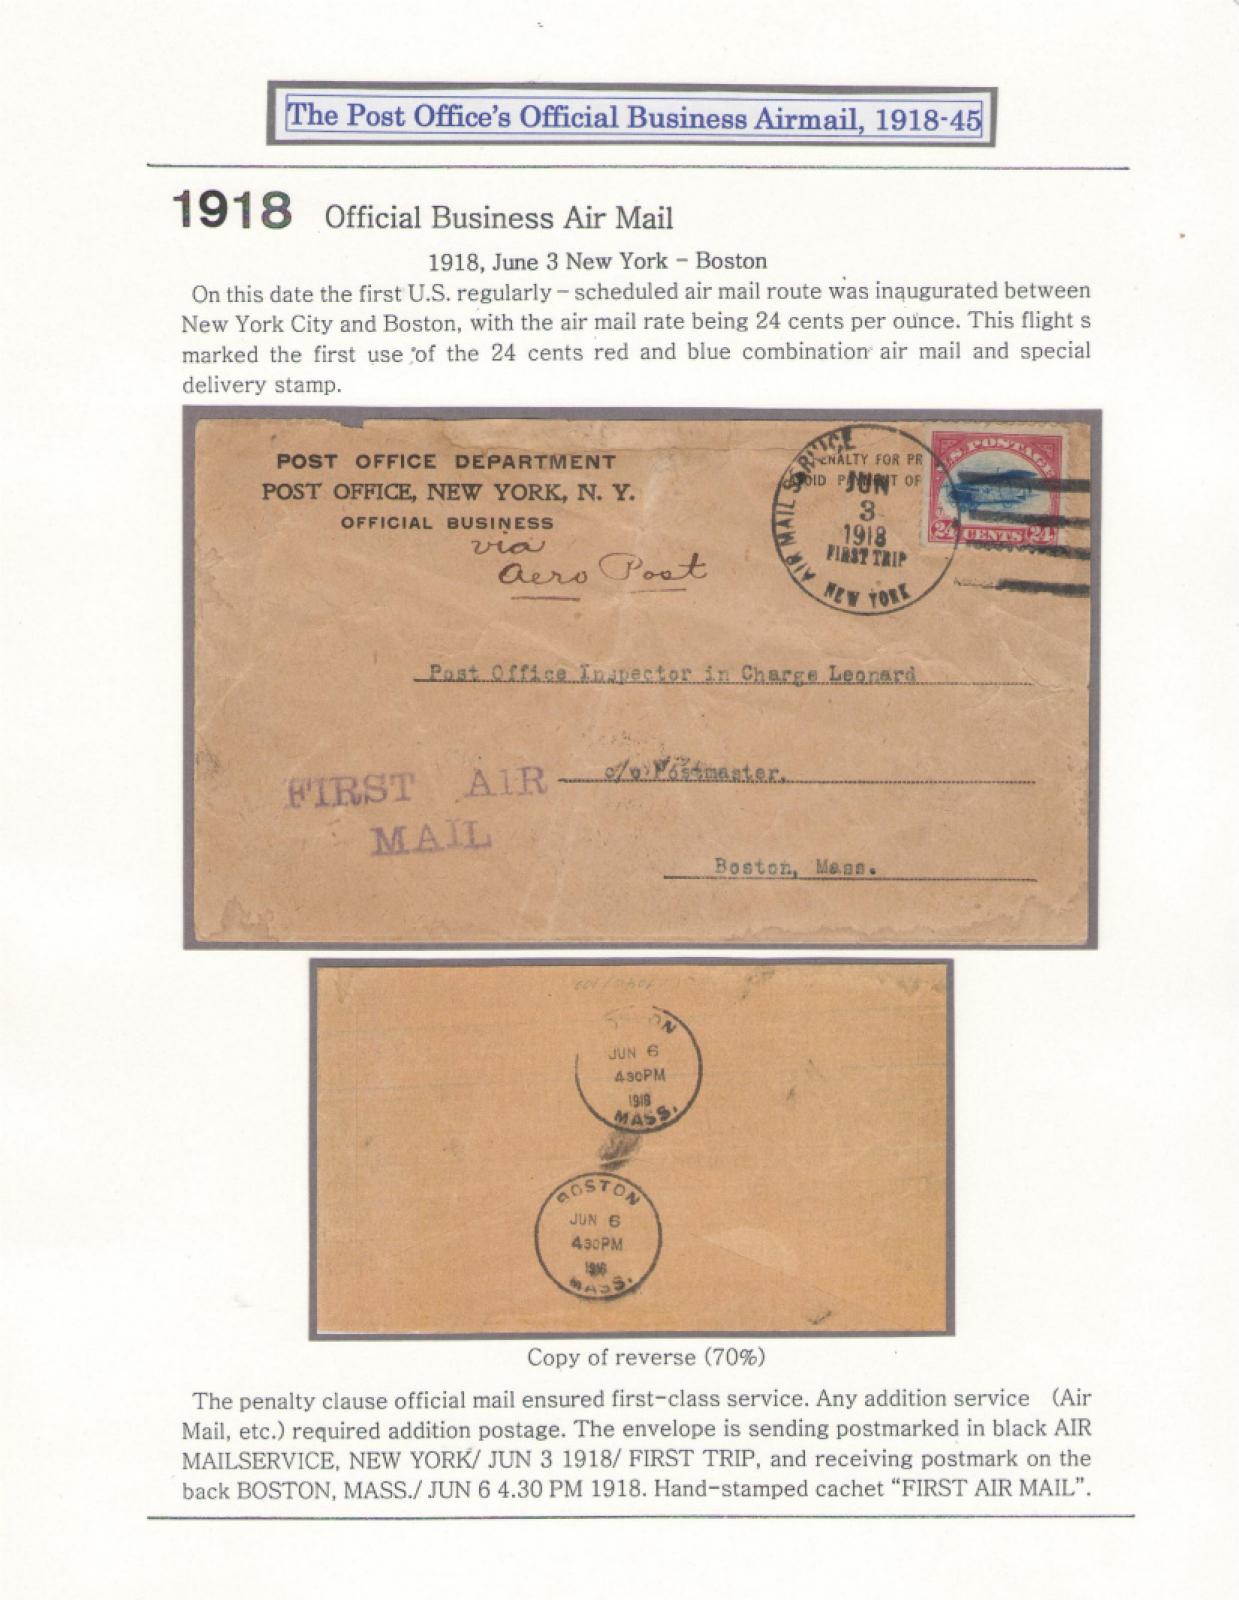 The Post Office's Official Business Airmail, 1918-45
1918 Official Business Air Mail
1918, June 3 New York - Boston
On this date the first U.S. regularly - scheduled air mail route was inaugurated between
New York City and Boston, with the air mail rate being 24 cents per ounce. This flight s
marked the first use of the 24 cents red and blue combination air mail and special
delivery stamp.
POST OFFICE DEPARTMENT
POST OFFICE, NEW YORK, N. Y.
OFFICIAL BUSINESS
via
Aero Post
PENALTY FOR PR
OID PAYMENT OF
AIR MAIL SERVICE
JUN
3
1918
FIRST TRIP
NEW YORK
U.S. POSTAGE
24 CENTS 24
Post Office Inspector in Charge Leonard
c/o Postmaster.
FIRST AIR
MAIL
Boston, Mass.
ON
JUN 6
430PM
1918
MASS.
BOSTON
JUN 6
430PM
1918
MASS.
Copy of reverse (70%)
The penalty clause official mail ensured first-class service. Any addition service (Air
Mail, etc.) required addition postage. The envelope is sending postmarked in black AIR
MAILSERVICE, NEW YORK/ JUN 3 1918/ FIRST TRIP, and receiving postmark on the
back BOSTON, MASS./ JUN 6 4.30 PM 1918. Hand-stamped cachet "FIRST AIR MAIL".